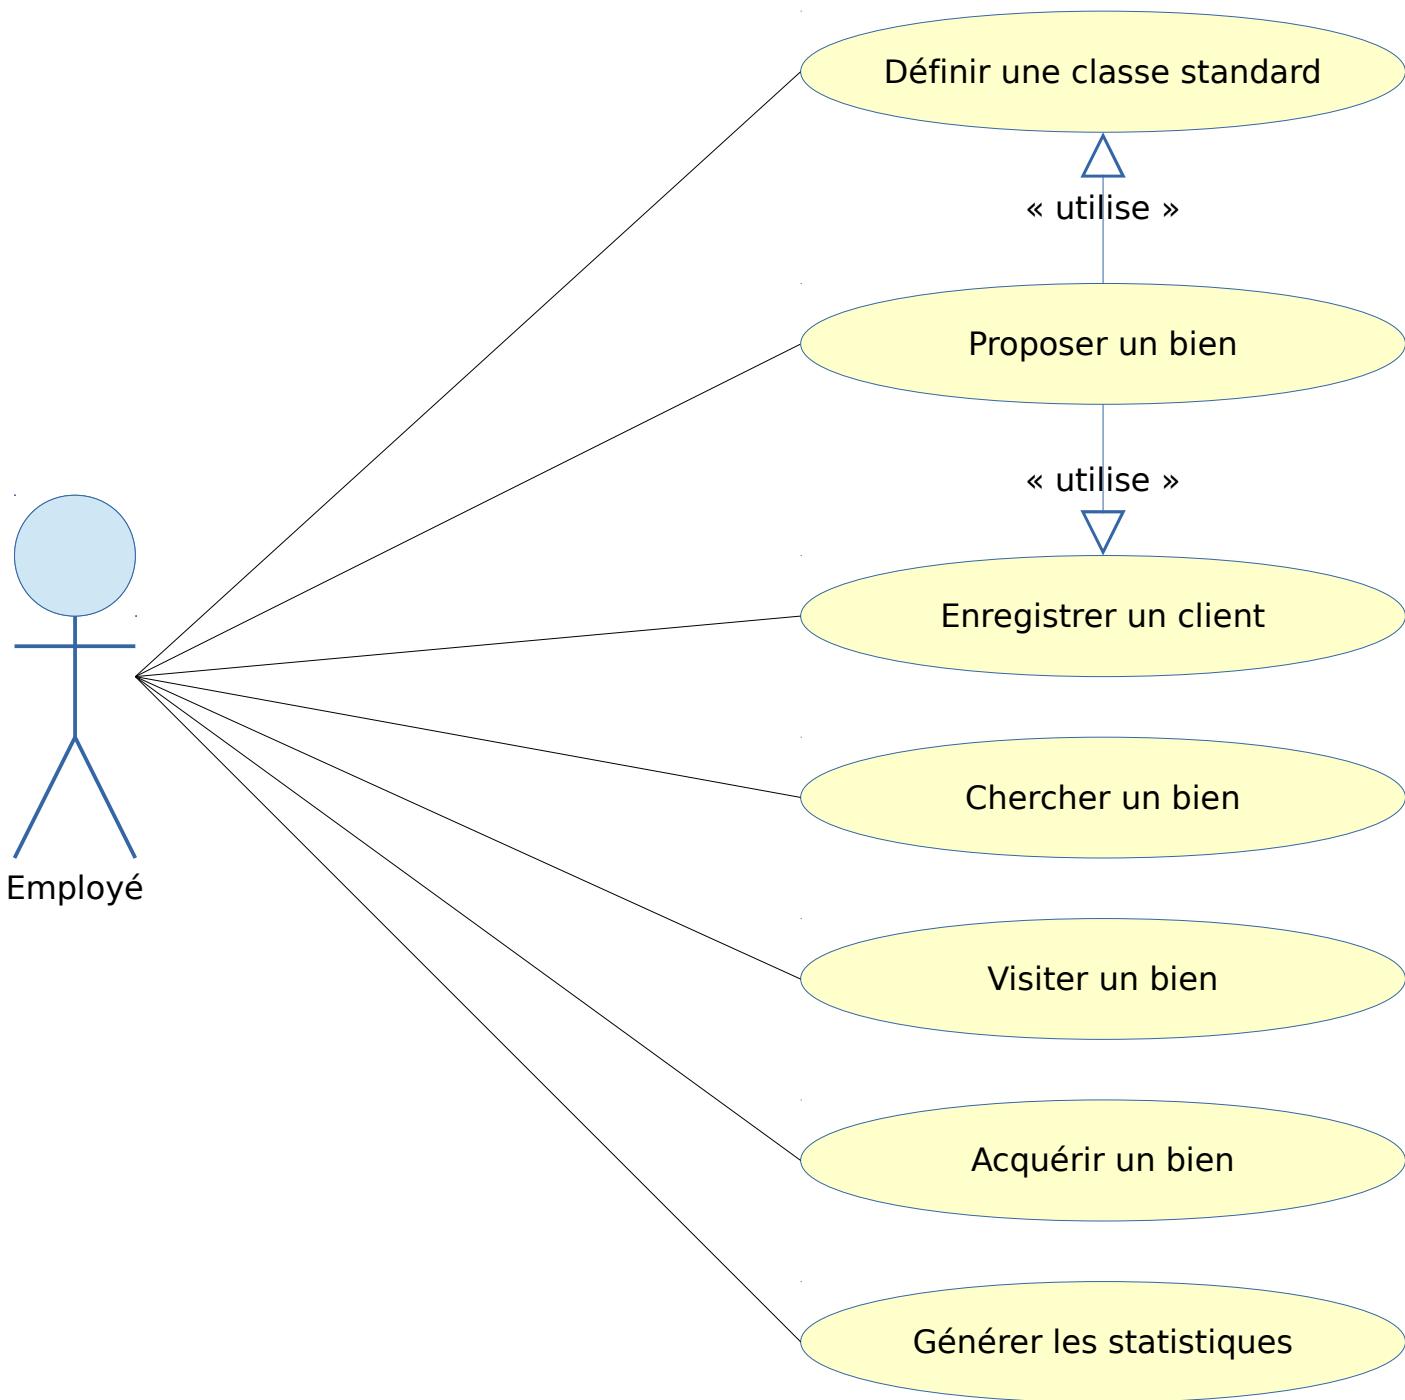 Définir une classe standard
« utilise »
Proposer un bien
« utilise »
Enregistrer un client
Chercher un bien
Employé
Visiter un bien
Acquérir un bien
Générer les statistiques